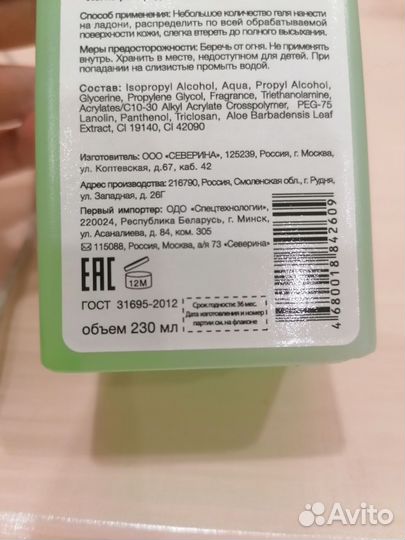 Способ применения: Небольшое количество геля нанести
на ладони, распределить по всей обрабатываемой
поверхности кожи, слегка втереть до полного высыхания.
Меры предосторожности: Беречь от огня. Не применять
внутрь. Хранить в месте, недоступном для детей. При
попадании на слизистые промыть водой.
Состав: Isopropyl Alcohol, Aqua, Propyl Alcohol,
Glycerine, Propylene Glycol, Fragrance, Triethanolamine,
Acrylates/C10-30 Alkyl Acrylate Crosspolymer, PEG-75
Lanolin, Panthenol, Triclosan, Aloe Barbadensis Leaf
Extract, CI 19140, CI 42090
Изготовитель: ООО «СЕВЕРИНА», 125239, Россия, г. Москва,
ул. Коптевская, д.67, каб. 42
Адрес производства: 216790, Россия, Смоленская обл., г. Рудня,
ул. Западная, д. 26Г
Первый импортер: ОДО «Спецтехнологии»,
220024, Республика Беларусь, г. Минск,
ул. Асаналиева, д. 84, ком. 305
115088, Россия, Москва, а/я 73 «Северина»
EAC
12M
ГОСТ 31695-2012
объем 230 мл
Срок годности: 36 мес.
Дата изготовления и номер
партии см. на флаконе
4 680018 842609
Avito